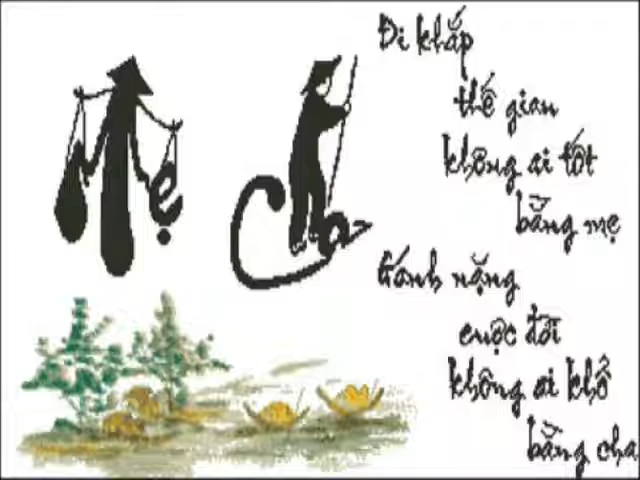 Mẹ Cha
Đi khắp
thế gian
không ai tốt
bằng mẹ
Gánh nặng
cuộc đời
không ai khổ
bằng cha